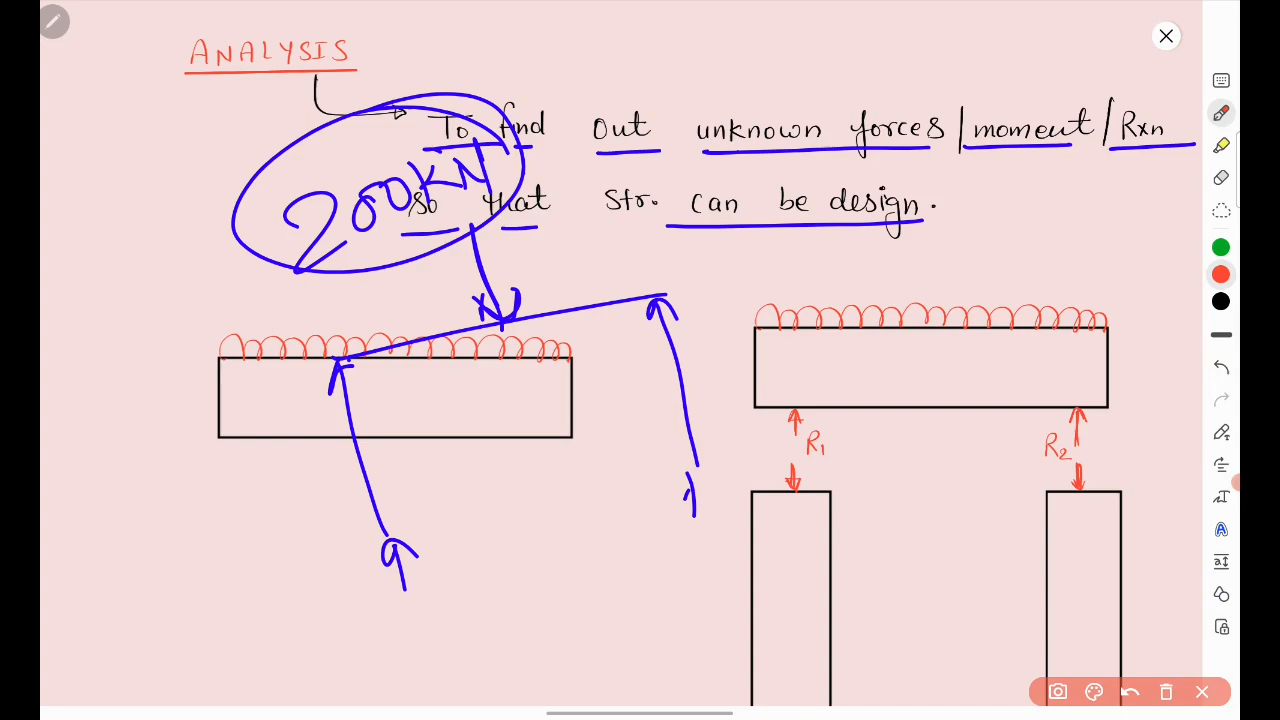 ANALYSIS
To find out unknown forces/moment/Rxn
200KN
So that Str. can be design.
R1
R2